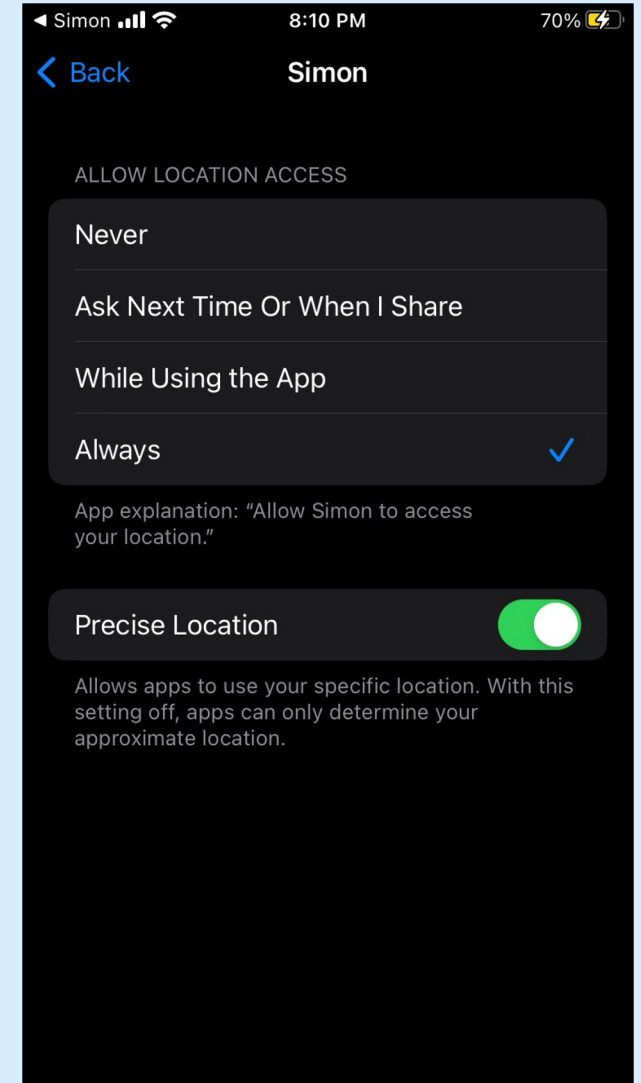 ◀ Simon 8:10 PM 70%
Back Simon
ALLOW LOCATION ACCESS
Never
Ask Next Time Or When I Share
While Using the App
Always
App explanation: “Allow Simon to access
your location.”
Precise Location
Allows apps to use your specific location. With this
setting off, apps can only determine your
approximate location.